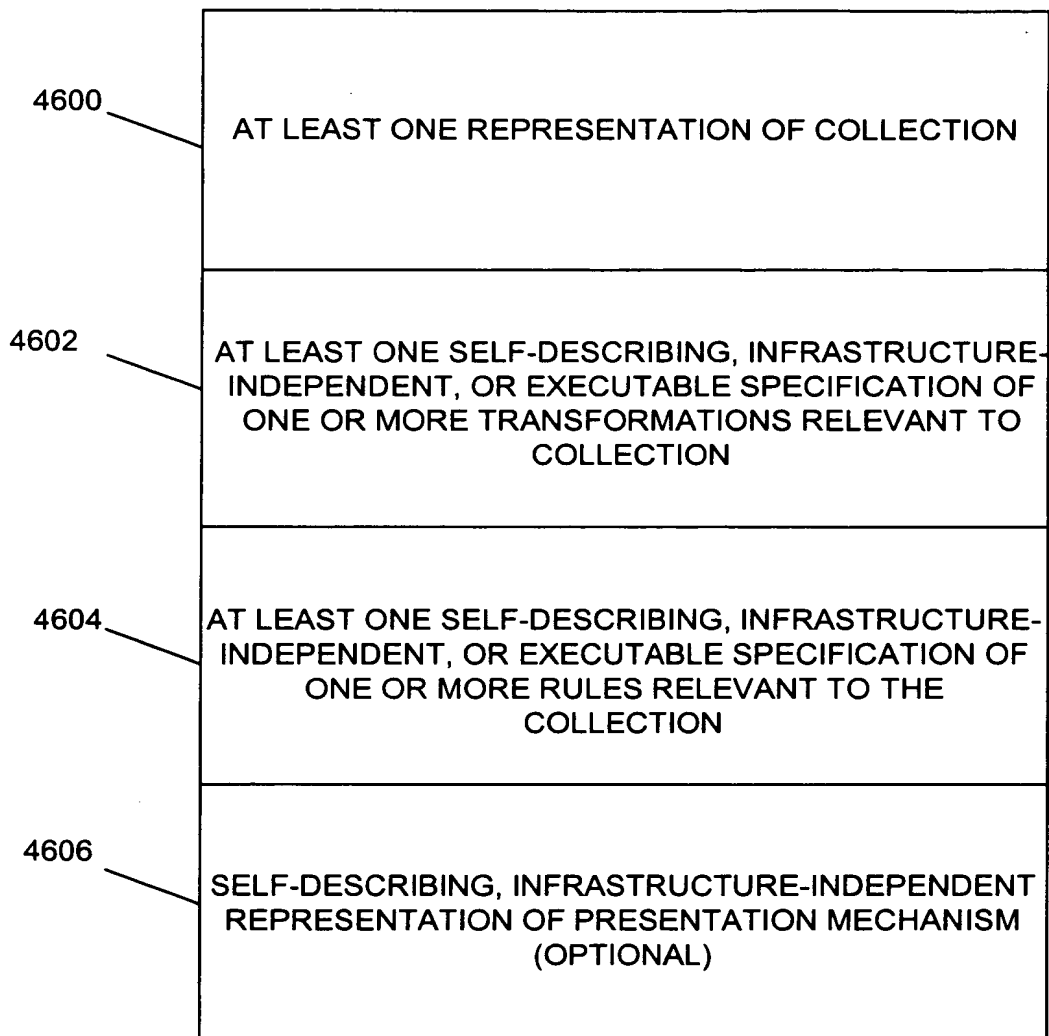 4600
AT LEAST ONE REPRESENTATION OF COLLECTION
4602
AT LEAST ONE SELF-DESCRIBING, INFRASTRUCTURE-
INDEPENDENT, OR EXECUTABLE SPECIFICATION OF
ONE OR MORE TRANSFORMATIONS RELEVANT TO
COLLECTION
4604
AT LEAST ONE SELF-DESCRIBING, INFRASTRUCTURE-
INDEPENDENT, OR EXECUTABLE SPECIFICATION OF
ONE OR MORE RULES RELEVANT TO THE
COLLECTION
4606
SELF-DESCRIBING, INFRASTRUCTURE-INDEPENDENT
REPRESENTATION OF PRESENTATION MECHANISM
(OPTIONAL)